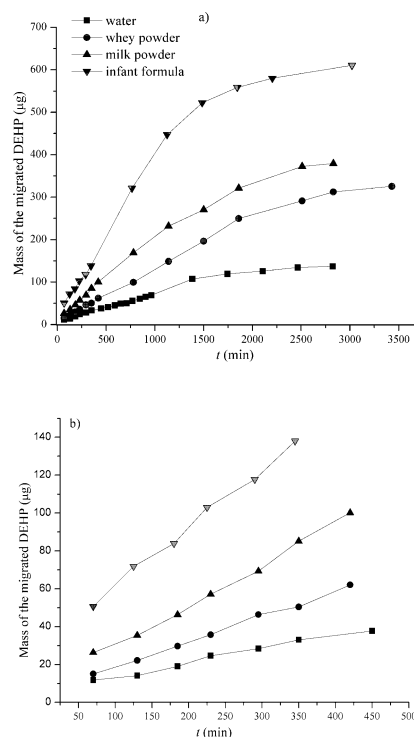 a)
water
whey powder
milk powder
infant formula
Mass of the migrated DEHP (µg)
700
600
500
400
300
200
100
0
0 500 1000 1500 2000 2500 3000 3500
t (min)
b)
Mass of the migrated DEHP (µg)
140
120
100
80
60
40
20
0
50 100 150 200 250 300 350 400 450 500
t (min)